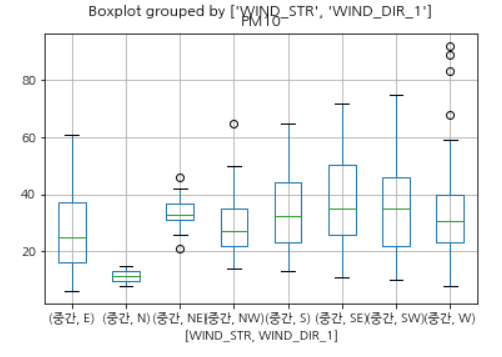 Boxplot grouped by ['WIND_STR', 'WIND_DIR_1']
PM10
80
60
40
20
(중간, E) (중간, N) (중간, NE) (중간, NW) (중간, S) (중간, SE) (중간, SW) (중간, W)
[WIND_STR, WIND_DIR_1]